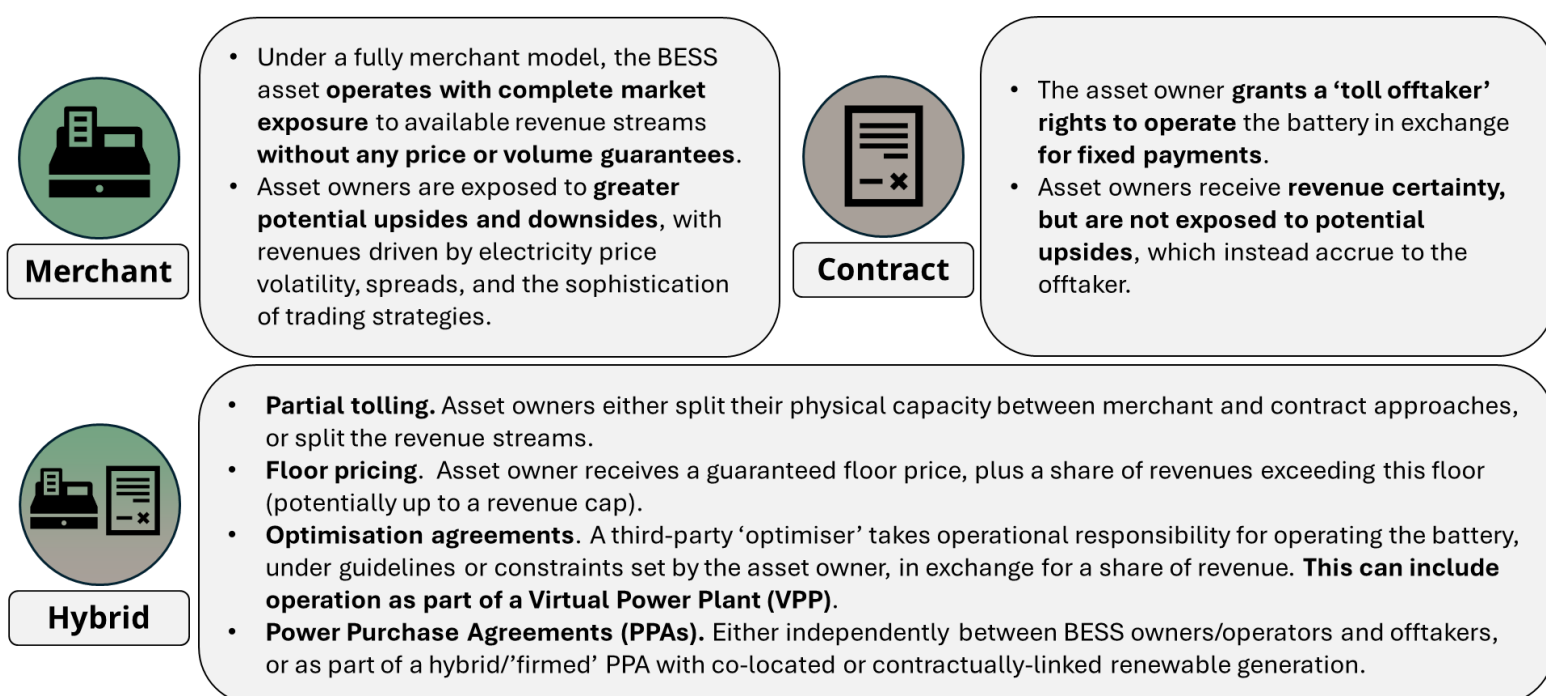 • Under a fully merchant model, the BESS
asset operates with complete market
exposure to available revenue streams
without any price or volume guarantees.
• Asset owners are exposed to greater
potential upsides and downsides, with
revenues driven by electricity price
volatility, spreads, and the sophistication
of trading strategies.
Merchant
• The asset owner grants a ‘toll offtaker’
rights to operate the battery in exchange
for fixed payments.
• Asset owners receive revenue certainty,
but are not exposed to potential
upsides, which instead accrue to the
offtaker.
Contract
• Partial tolling. Asset owners either split their physical capacity between merchant and contract approaches,
or split the revenue streams.
• Floor pricing. Asset owner receives a guaranteed floor price, plus a share of revenues exceeding this floor
(potentially up to a revenue cap).
• Optimisation agreements. A third-party ‘optimiser’ takes operational responsibility for operating the battery,
under guidelines or constraints set by the asset owner, in exchange for a share of revenue. This can include
operation as part of a Virtual Power Plant (VPP).
• Power Purchase Agreements (PPAs). Either independently between BESS owners/operators and offtakers,
or as part of a hybrid/’firmed’ PPA with co-located or contractually-linked renewable generation.
Hybrid